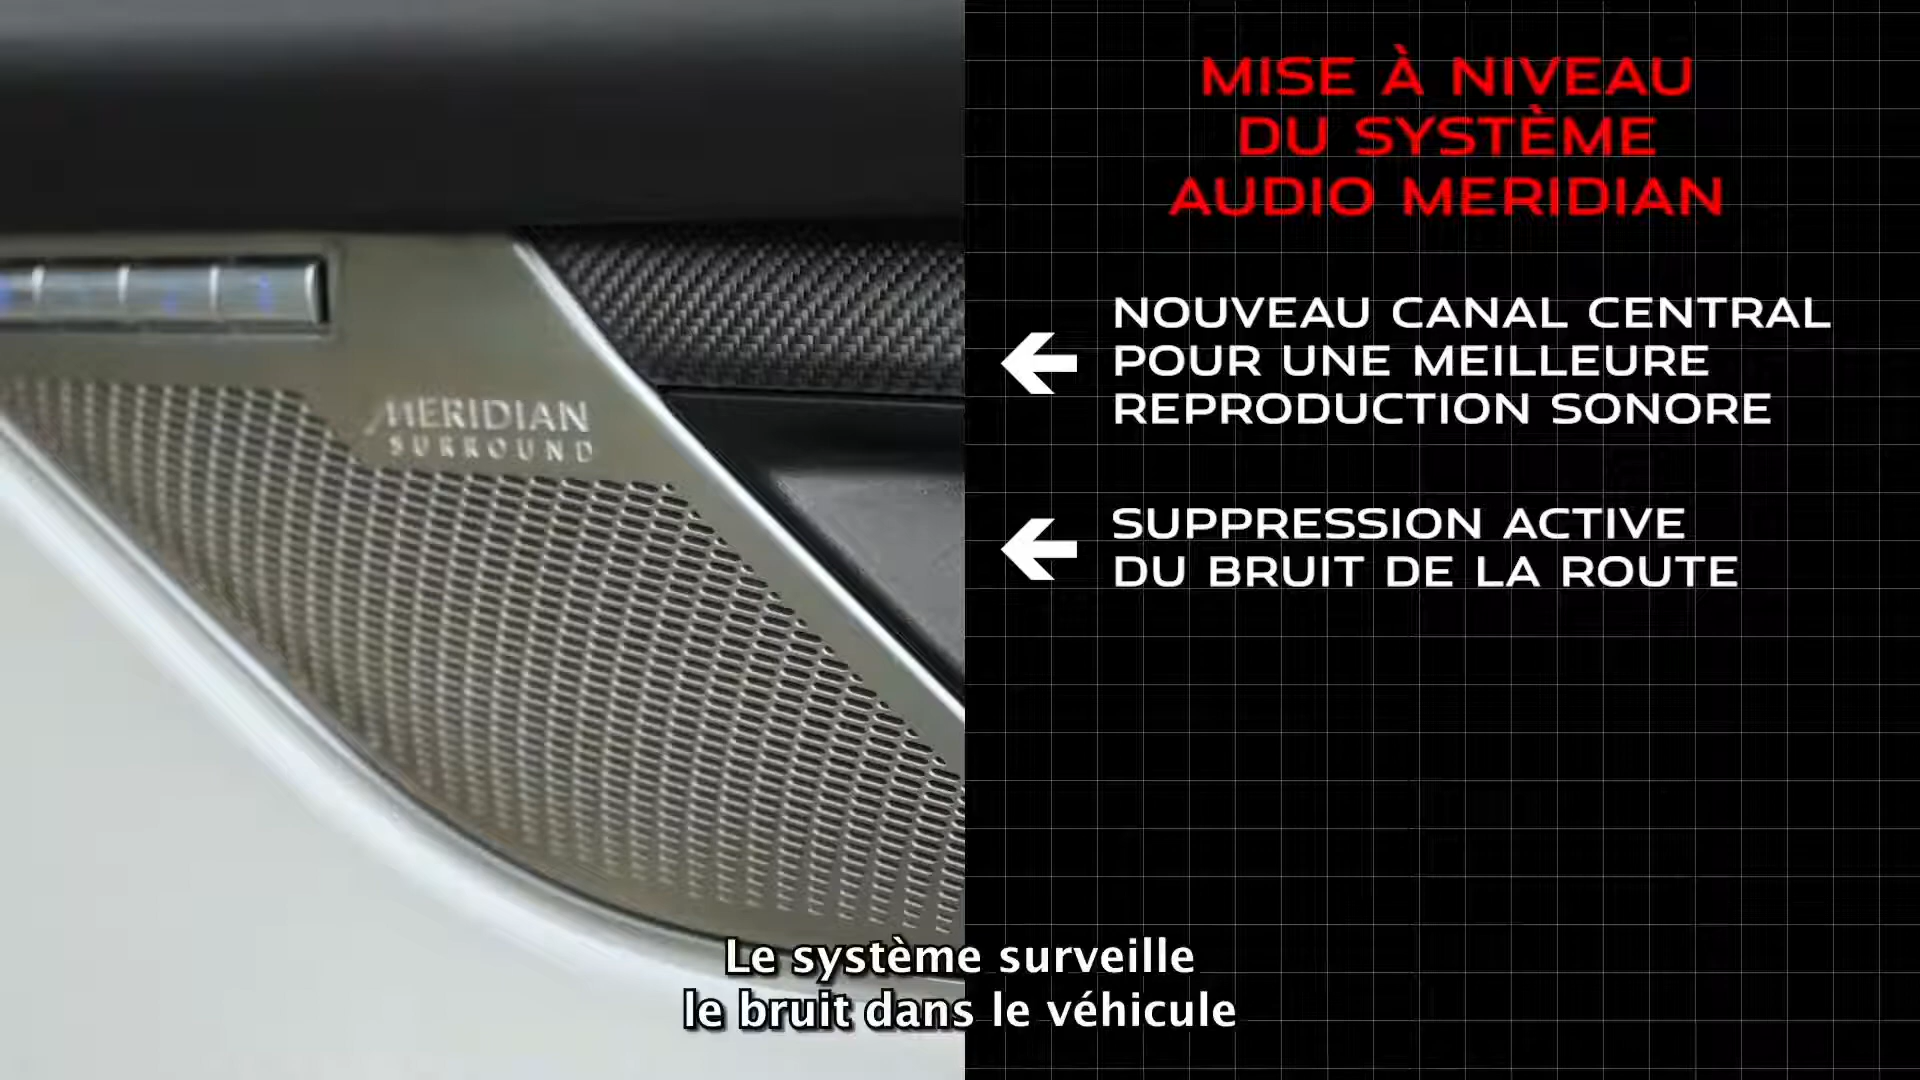 MERIDIAN
SURROUND
MISE À NIVEAU
DU SYSTÈME
AUDIO MERIDIAN
NOUVEAU CANAL CENTRAL
POUR UNE MEILLEURE
REPRODUCTION SONORE
SUPPRESSION ACTIVE
DU BRUIT DE LA ROUTE
Le système surveille
le bruit dans le véhicule